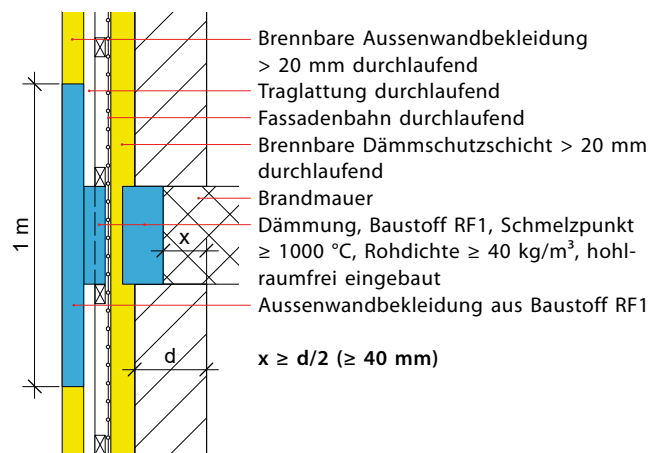 Brennbare Aussenwandbekleidung
> 20 mm durchlaufend
Traglattung durchlaufend
Fassadenbahn durchlaufend
Brennbare Dämmschutzschicht > 20 mm
durchlaufend
Brandmauer
Dämmung, Baustoff RF1, Schmelzpunkt
≥ 1000 °C, Rohdichte ≥ 40 kg/m³, hohl-
raumfrei eingebaut
Aussenwandbekleidung aus Baustoff RF1
x ≥ d/2 (≥ 40 mm)
1 m
x
d